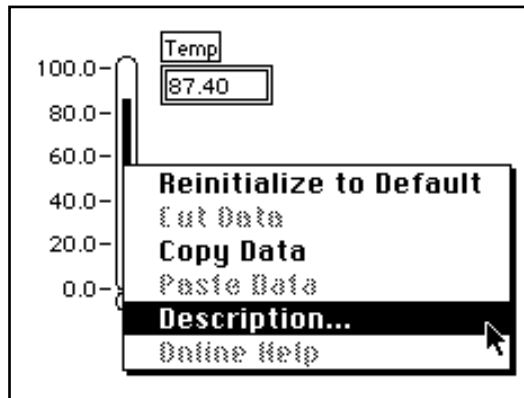 Temp
100.0
87.40
80.0
60.0
40.0
20.0
0.0
Reinitialize to Default
Cut Data
Copy Data
Paste Data
Description...
Online Help